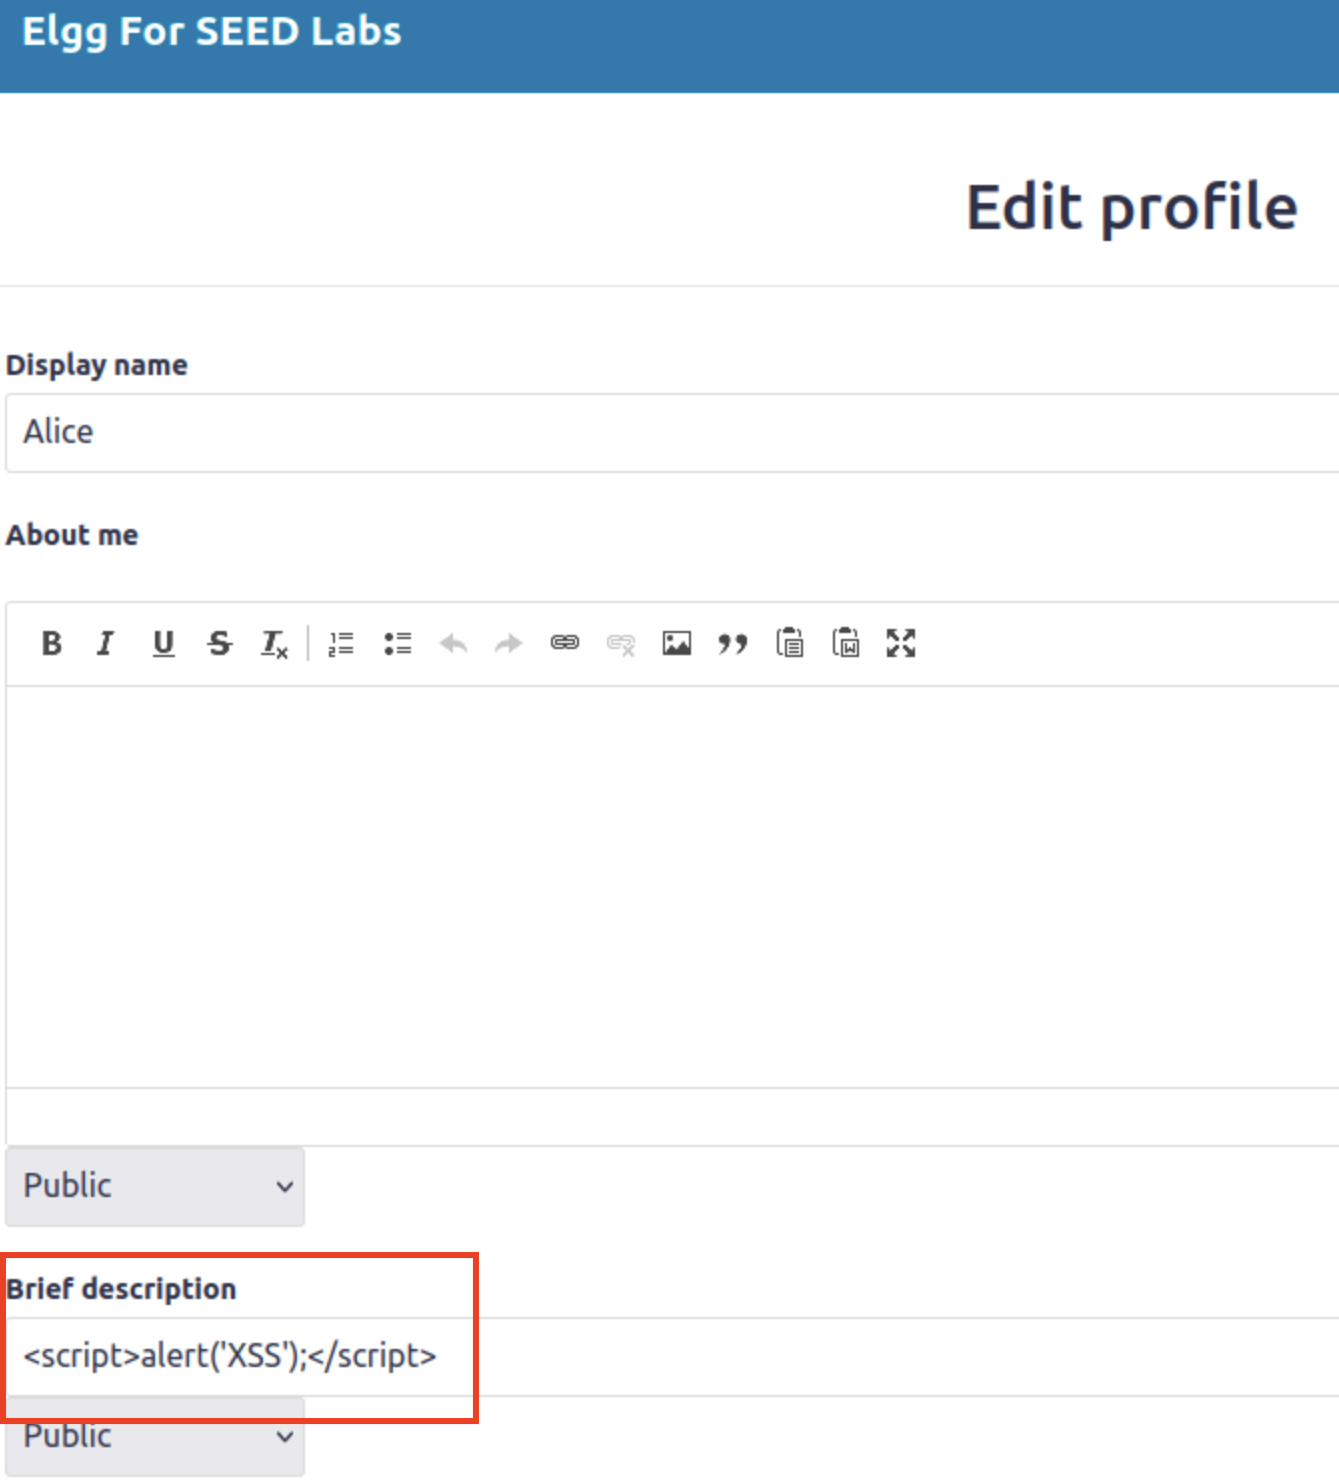 Elgg For SEED Labs
Edit profile
Display name
Alice
About me
B I U S Tx
Public
Brief description
<script>alert('XSS');</script>
Public